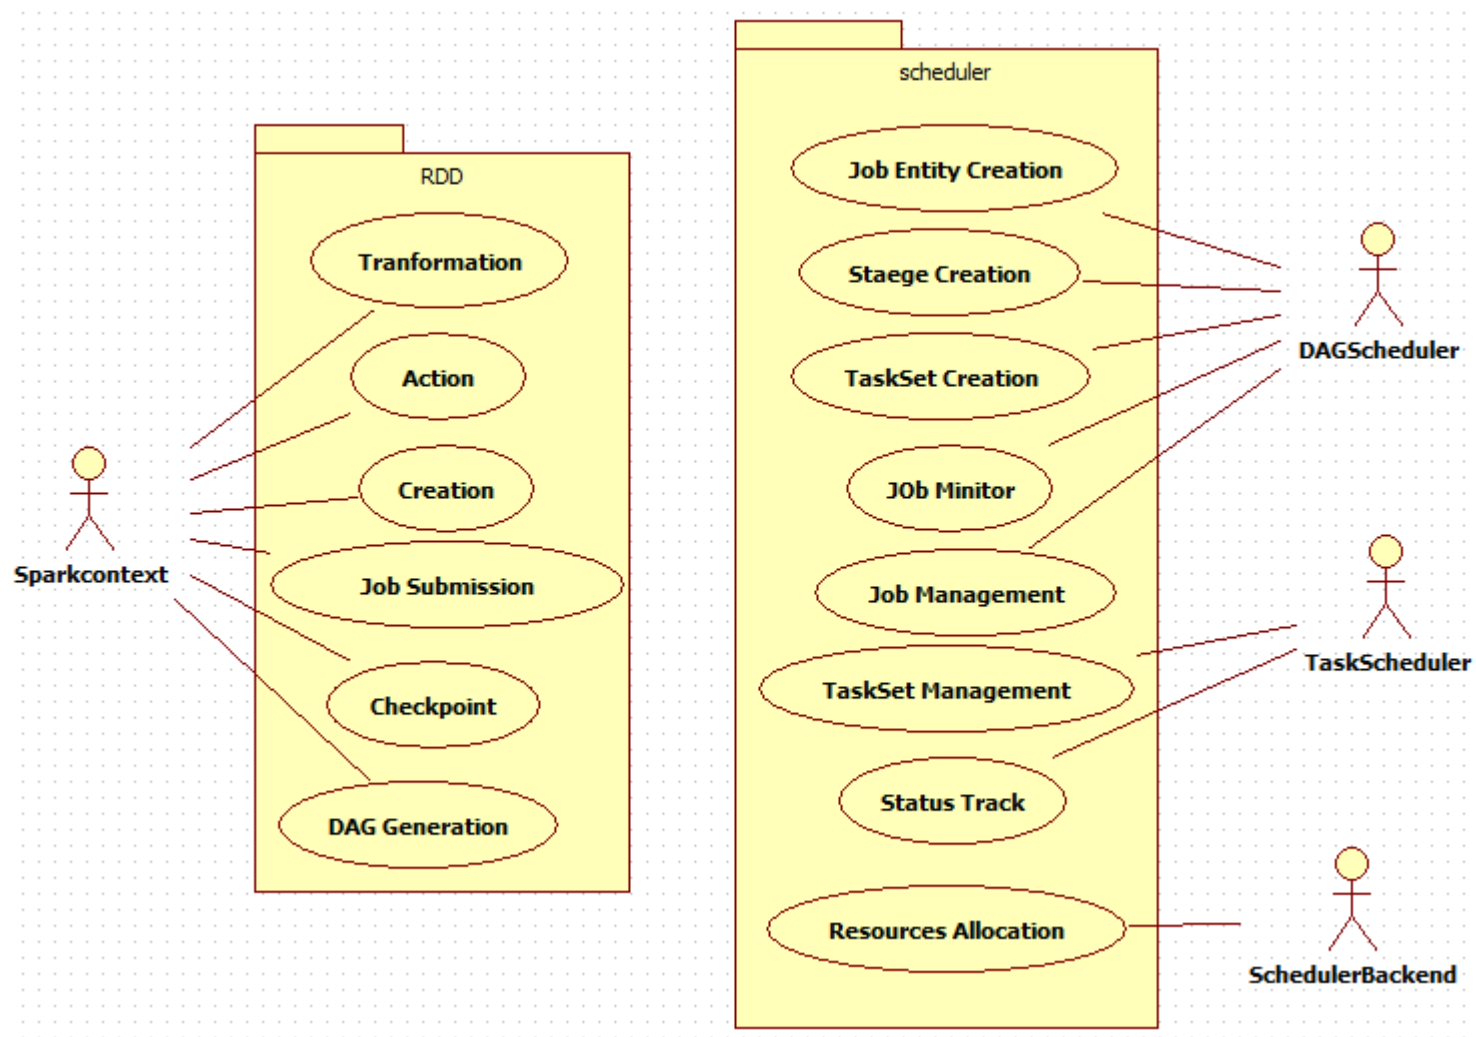 RDD
Tranformation
Action
Creation
Job Submission
Checkpoint
DAG Generation
Sparkcontext
scheduler
Job Entity Creation
Staege Creation
TaskSet Creation
JOb Minitor
Job Management
TaskSet Management
Status Track
Resources Allocation
DAGScheduler
TaskScheduler
SchedulerBackend